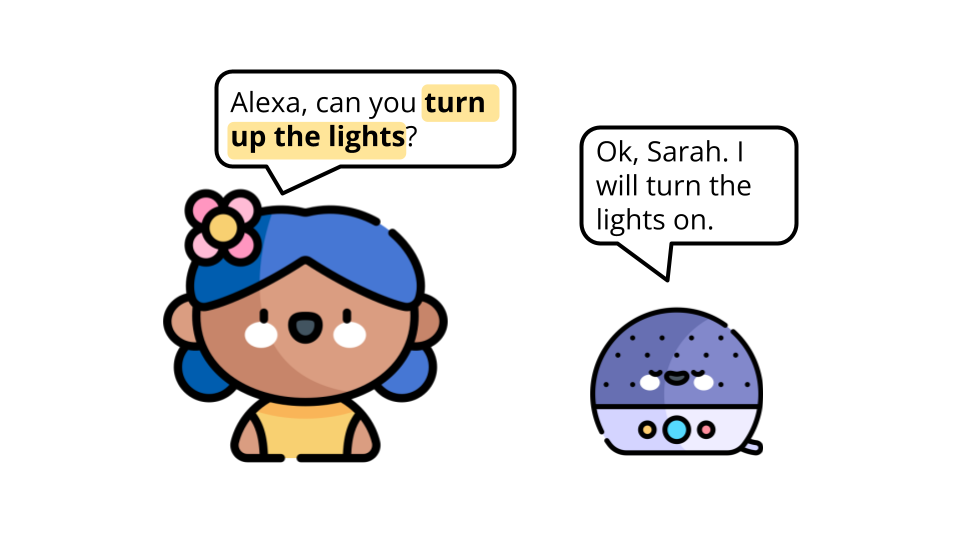 Alexa, can you turn
up the lights?
Ok, Sarah. I
will turn the
lights on.